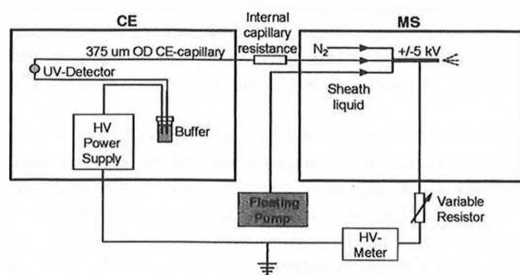 CE
Internal
capillary
resistance
MS
375 um OD CE-capillary
N2
+/-5 kV
UV-Detector
Sheath
liquid
Buffer
HV
Power
Supply
Floating
Pump
Variable
Resistor
HV-
Meter